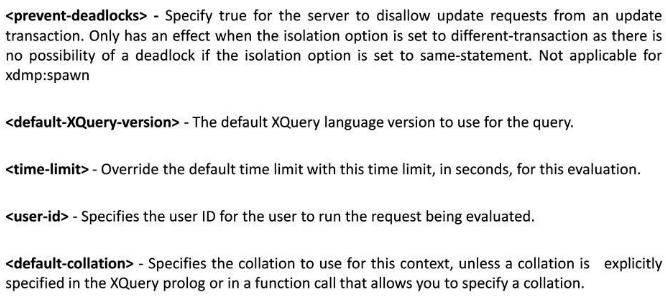 <prevent-deadlocks> - Specify true for the server to disallow update requests from an update
transaction. Only has an effect when the isolation option is set to different-transaction as there is
no possibility of a deadlock if the isolation option is set to same-statement. Not applicable for
xdmp:spawn
<default-XQuery-version> - The default XQuery language version to use for the query.
<time-limit> - Override the default time limit with this time limit, in seconds, for this evaluation.
<user-id> - Specifies the user ID for the user to run the request being evaluated.
<default-collation> - Specifies the collation to use for this context, unless a collation is explicitly
specified in the XQuery prolog or in a function call that allows you to specify a collation.